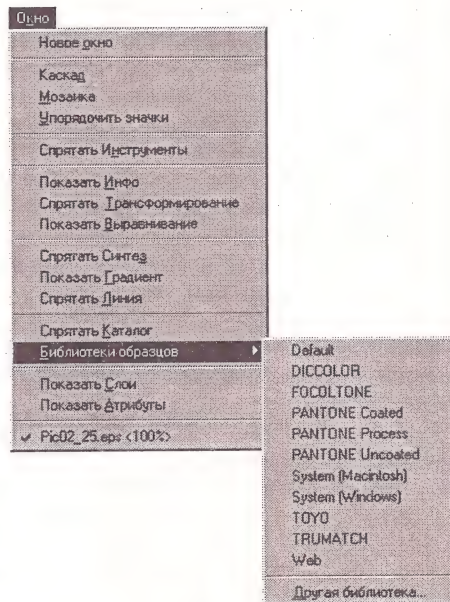 Окно
Новое окно
Каскад
Мозаика
Упорядочить значки
Спрятать Инструменты
Показать Инфо
Спрятать Трансформирование
Показать Выравнивание
Спрятать Синтез
Показать Градиент
Спрятать Линия
Спрятать Каталог
Библиотеки образцов
Показать Слои
Показать Атрибуты
✓ Pic02_25.eps <100%>
Default
DICCOLOR
FOCOLTONE
PANTONE Coated
PANTONE Process
PANTONE Uncoated
System (Macintosh)
System (Windows)
TOYO
TRUMATCH
Web
Другая библиотека...